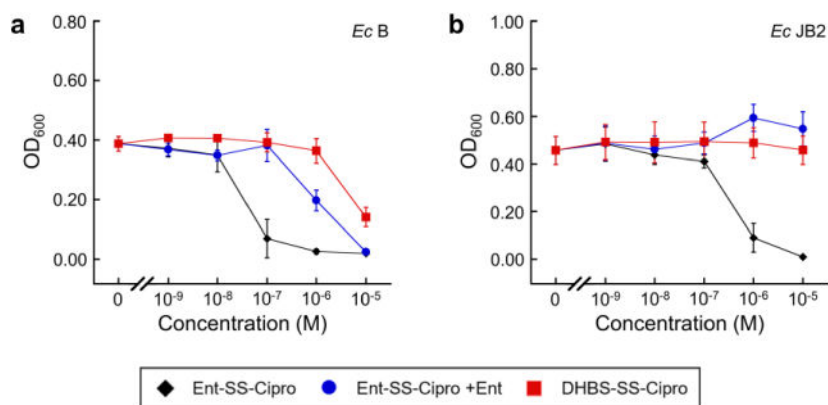 a
Ec B
0.80
0.60
0.40
0.20
0.00
OD₆₀₀
0 10⁻⁹ 10⁻⁸ 10⁻⁷ 10⁻⁶ 10⁻⁵
Concentration (M)
b
Ec JB2
1.00
0.80
0.60
0.40
0.20
0.00
OD₆₀₀
0 10⁻⁹ 10⁻⁸ 10⁻⁷ 10⁻⁶ 10⁻⁵
Concentration (M)
Ent-SS-Cipro Ent-SS-Cipro +Ent DHBS-SS-Cipro